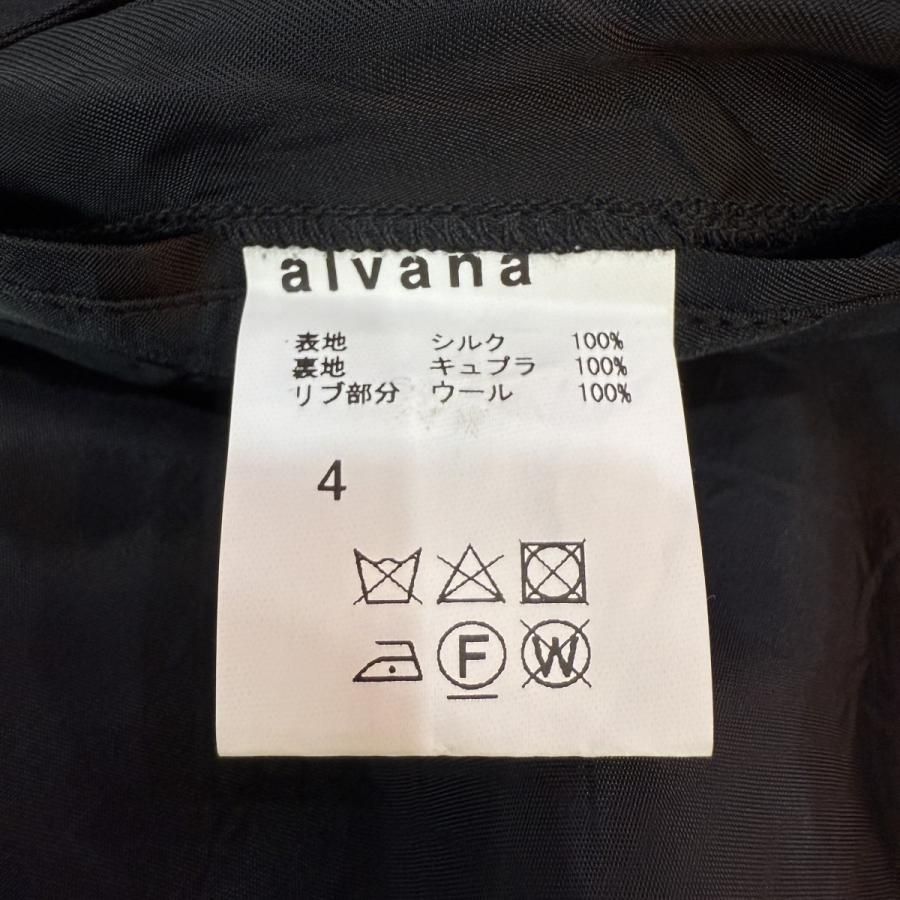 alvana
表地 シルク 100%
裏地 キュプラ 100%
リブ部分 ウール 100%
4
F W